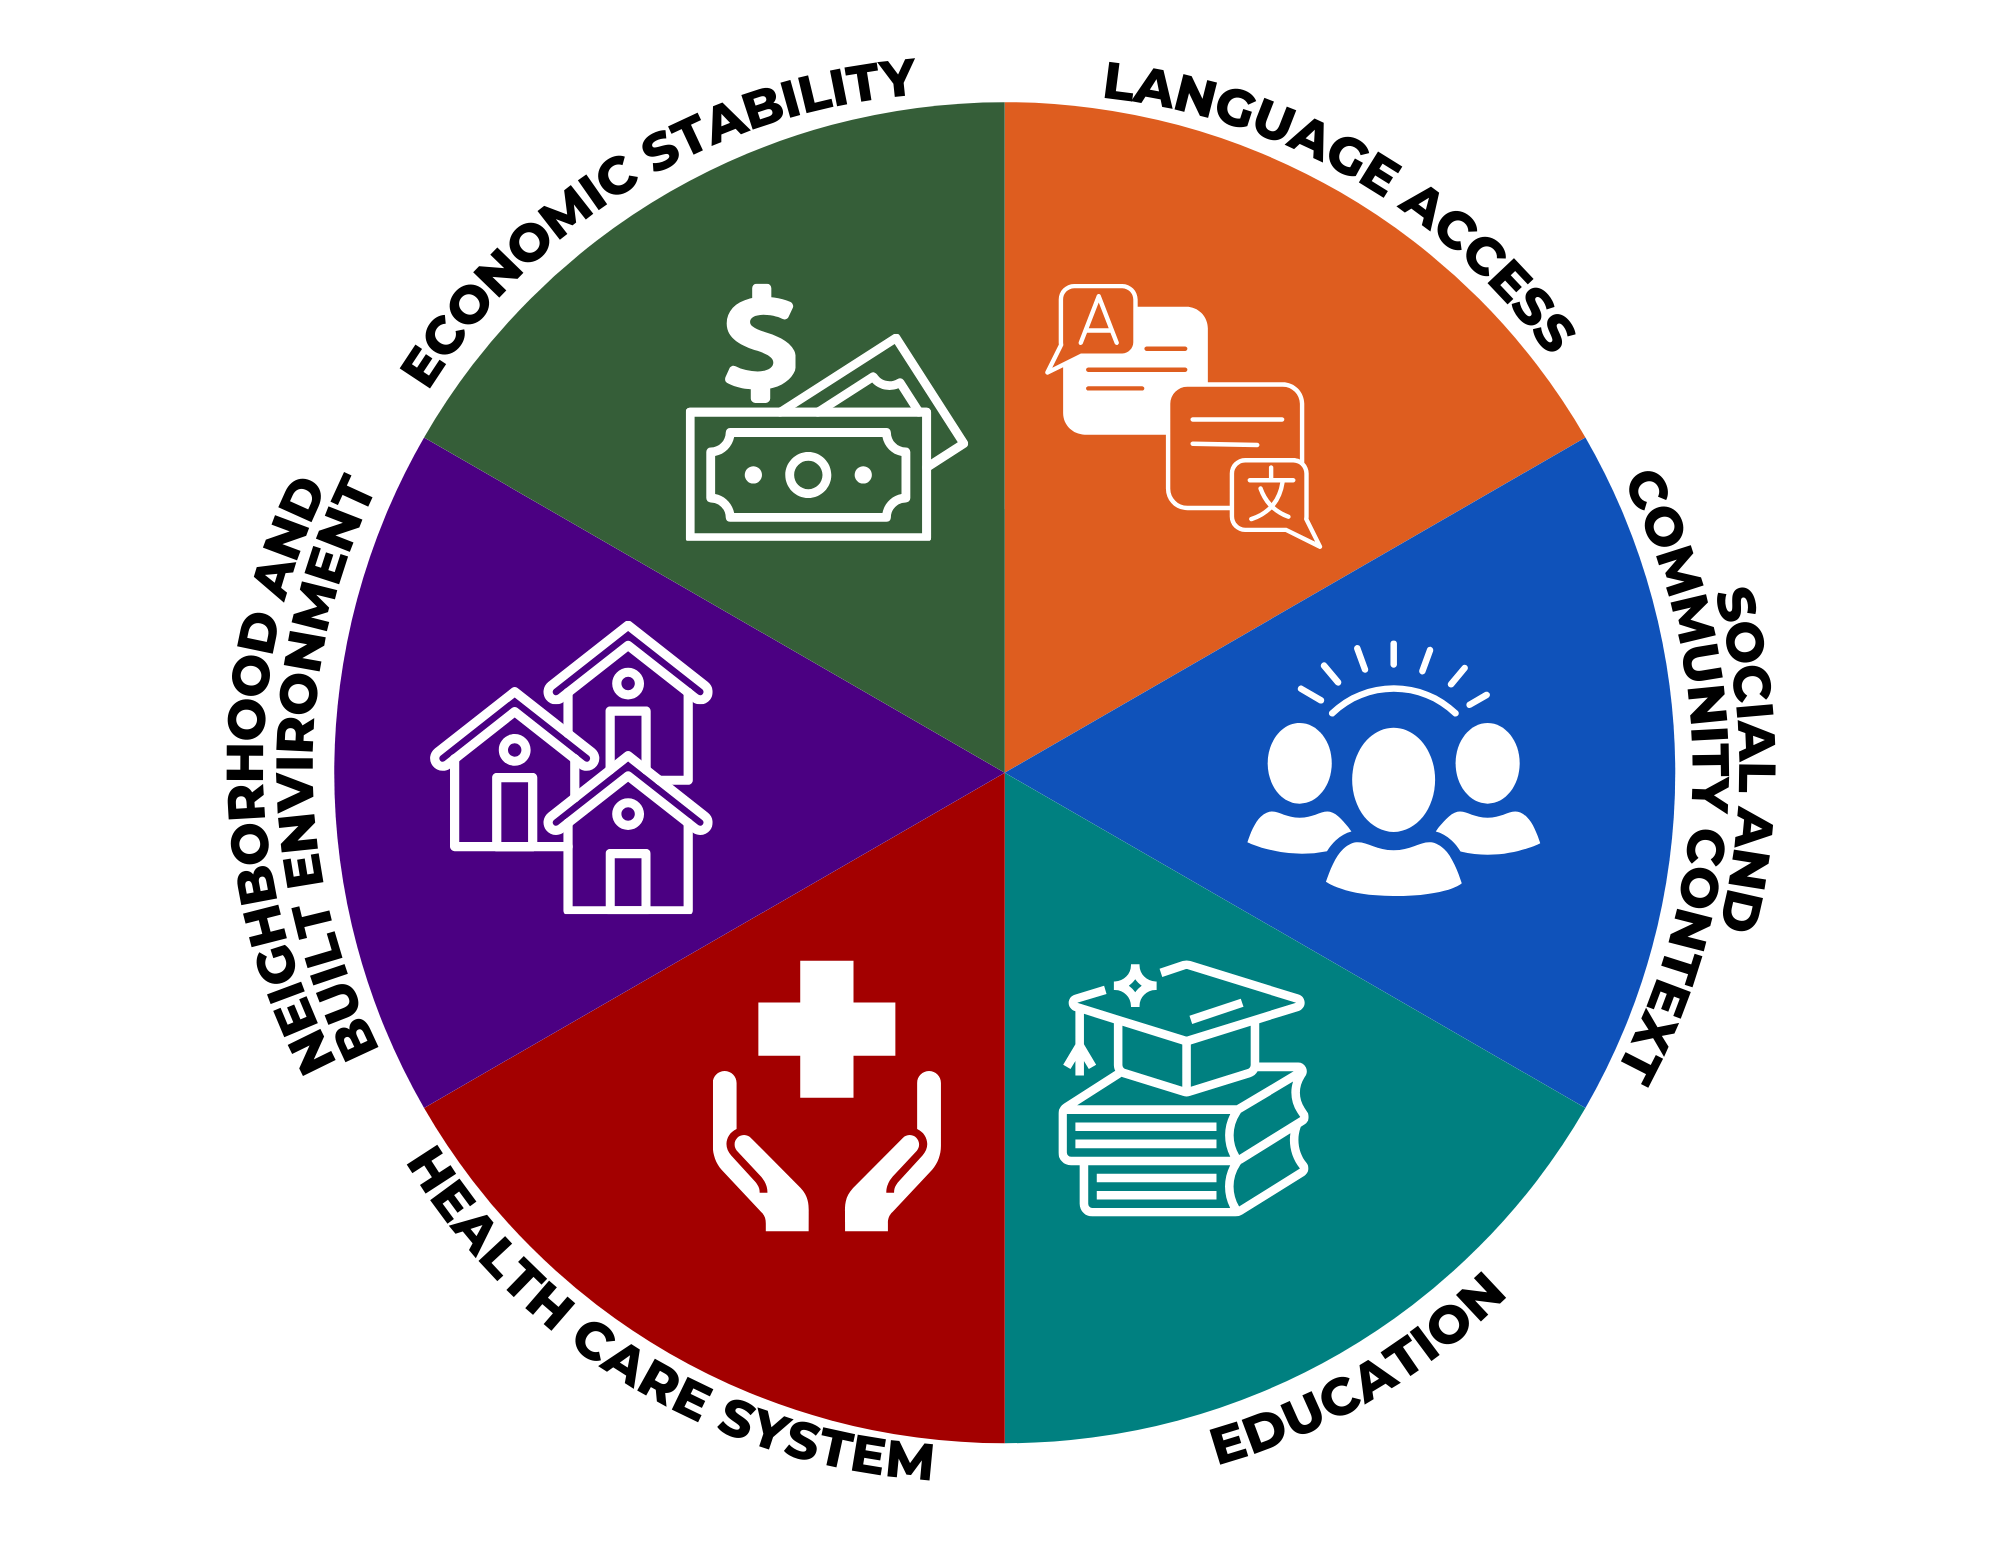 ECONOMIC STABILITY
LANGUAGE ACCESS
$
A
文
NEIGHBORHOOD AND
BUILT ENVIRONMENT
SOCIAL AND
COMMUNITY CONTEXT
HEALTH CARE SYSTEM
EDUCATION